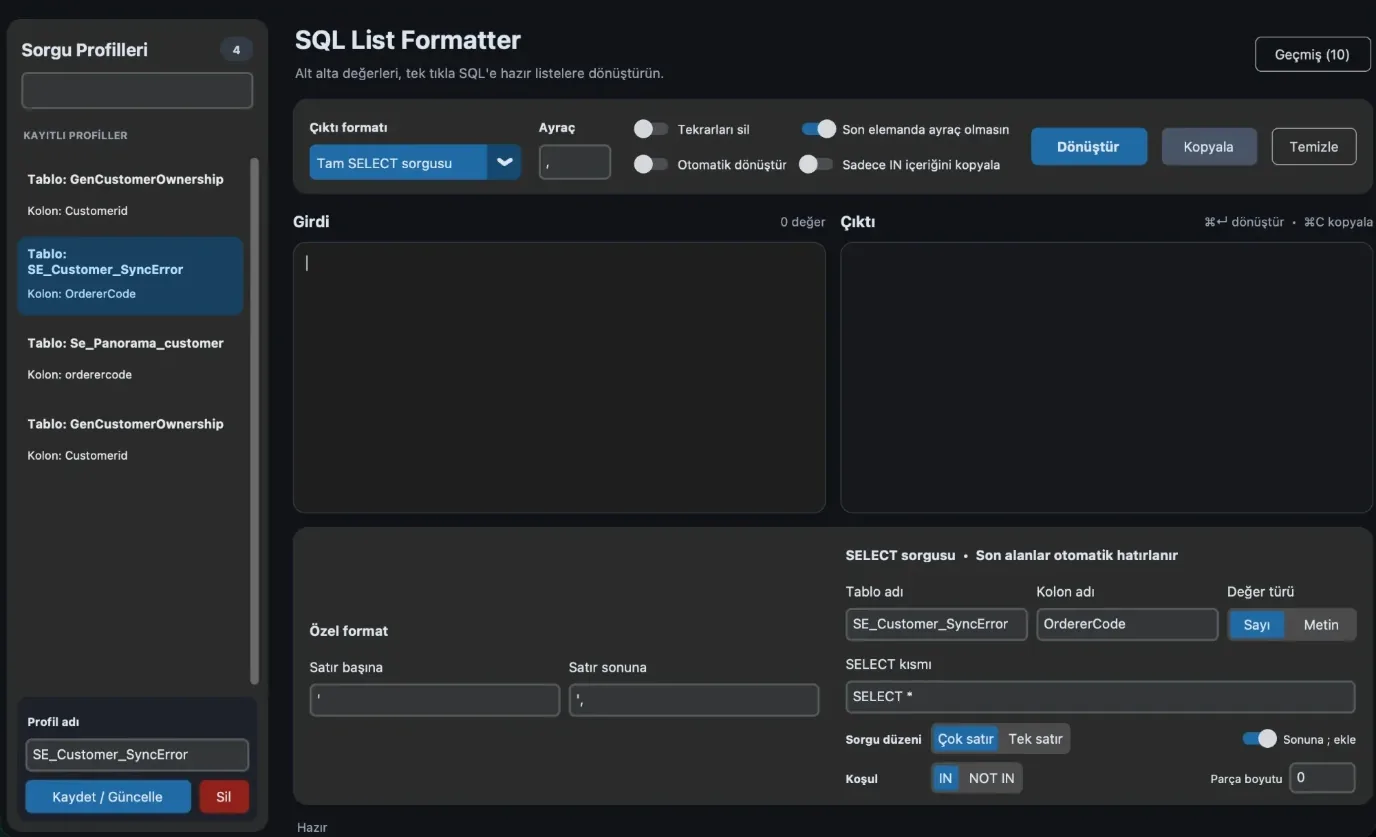 Sorgu Profilleri
4
KAYITLI PROFİLLER
Tablo: GenCustomerOwnership
Kolon: Customerid
Tablo:
SE_Customer_SyncError
Kolon: OrdererCode
Tablo: Se_Panorama_customer
Kolon: orderercode
Tablo: GenCustomerOwnership
Kolon: Customerid
Profil adı
SE_Customer_SyncError
Kaydet / Güncelle
Sil
SQL List Formatter
Alt alta değerleri, tek tıkla SQL'e hazır listelere dönüştürün.
Geçmiş (10)
Çıktı formatı
Tam SELECT sorgusu
Ayraç
,
Tekrarları sil
Otomatik dönüştür
Son elemanda ayraç olmasın
Sadece IN içeriğini kopyala
Dönüştür
Kopyala
Temizle
Girdi
0 değer
Çıktı
⌘↵ dönüştür • ⌘C kopyala
Özel format
Satır başına
'
Satır sonuna
',
SELECT sorgusu • Son alanlar otomatik hatırlanır
Tablo adı
SE_Customer_SyncError
Kolon adı
OrdererCode
Değer türü
Sayı
Metin
SELECT kısmı
SELECT *
Sorgu düzeni
Çok satır
Tek satır
Sonuna ; ekle
Koşul
IN
NOT IN
Parça boyutu
0
Hazır